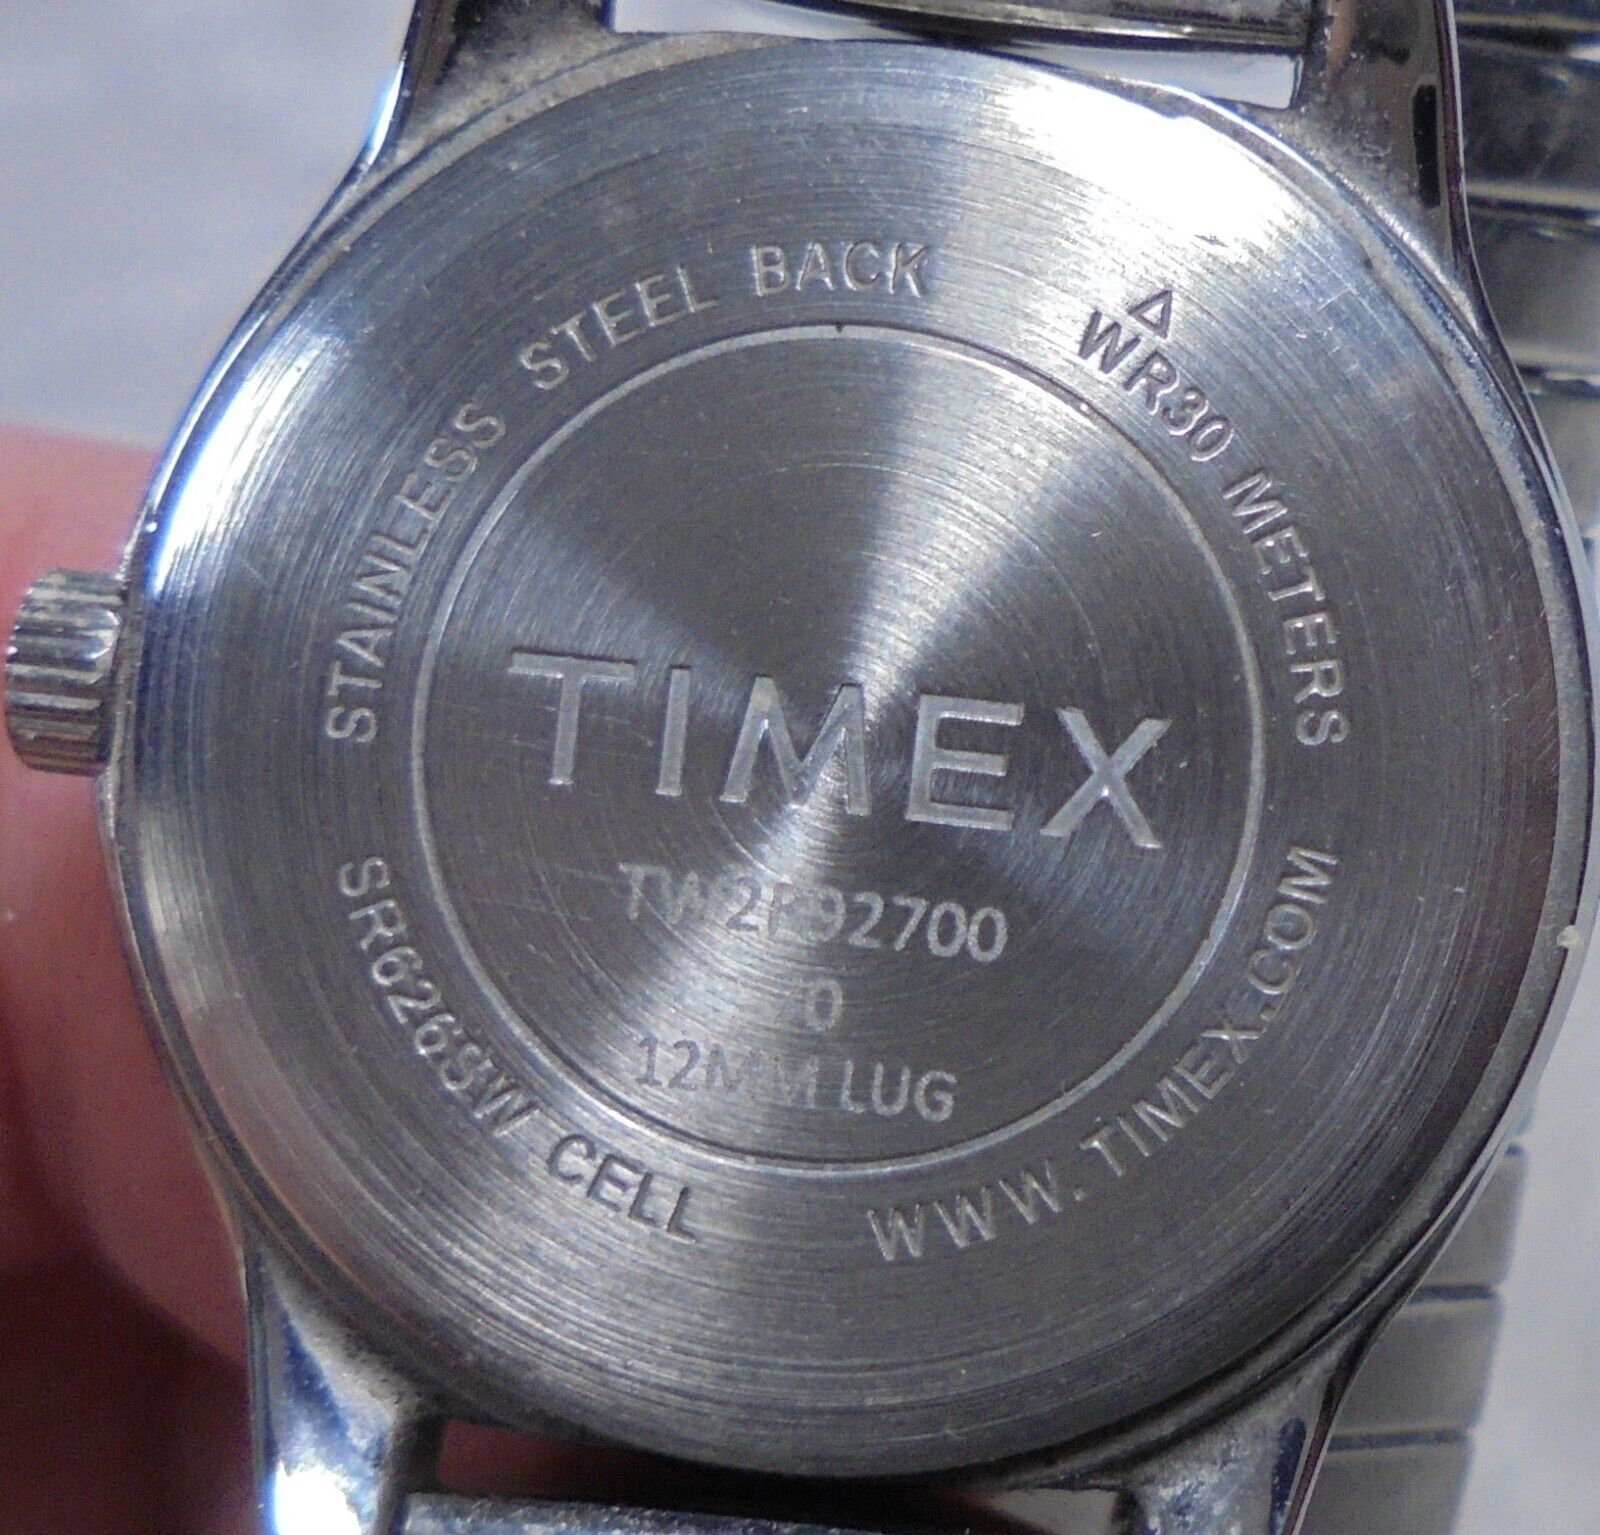 STAINLESS STEEL BACK
WR30 METERS
TIMEX
TW2R92700
12MM LUG
SR626SW CELL
WWW.TIMEX.COM